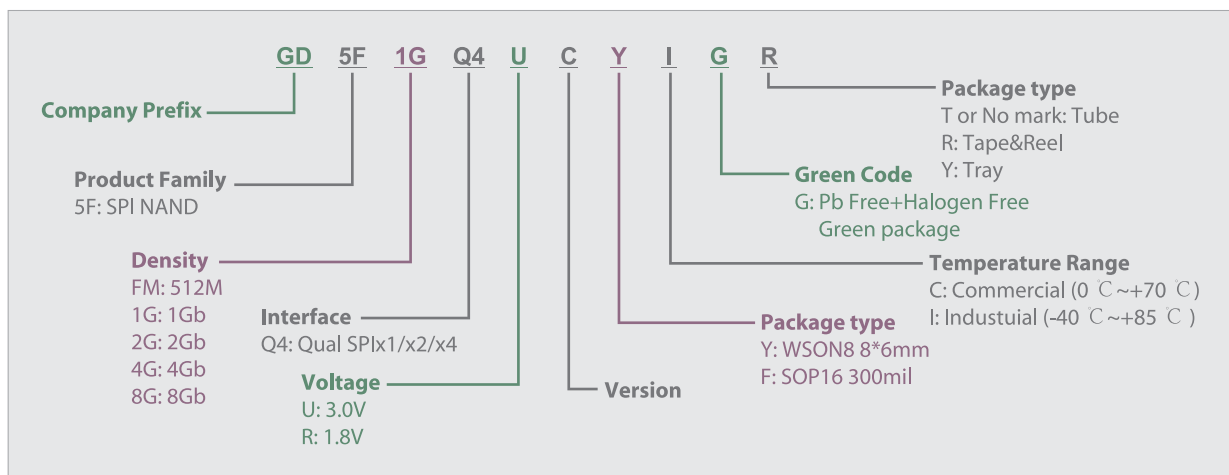 GD 5F 1G Q4 U C Y I G R
Company Prefix
Product Family
5F: SPI NAND
Density
FM: 512M
1G: 1Gb
2G: 2Gb
4G: 4Gb
8G: 8Gb
Interface
Q4: Qual SPIx1/x2/x4
Voltage
U: 3.0V
R: 1.8V
Version
Package type
Y: WSON8 8*6mm
F: SOP16 300mil
Temperature Range
C: Commercial (0 ℃~+70 ℃)
I: Industuial (-40 ℃~+85 ℃)
Green Code
G: Pb Free+Halogen Free
Green package
Package type
T or No mark: Tube
R: Tape&Reel
Y: Tray